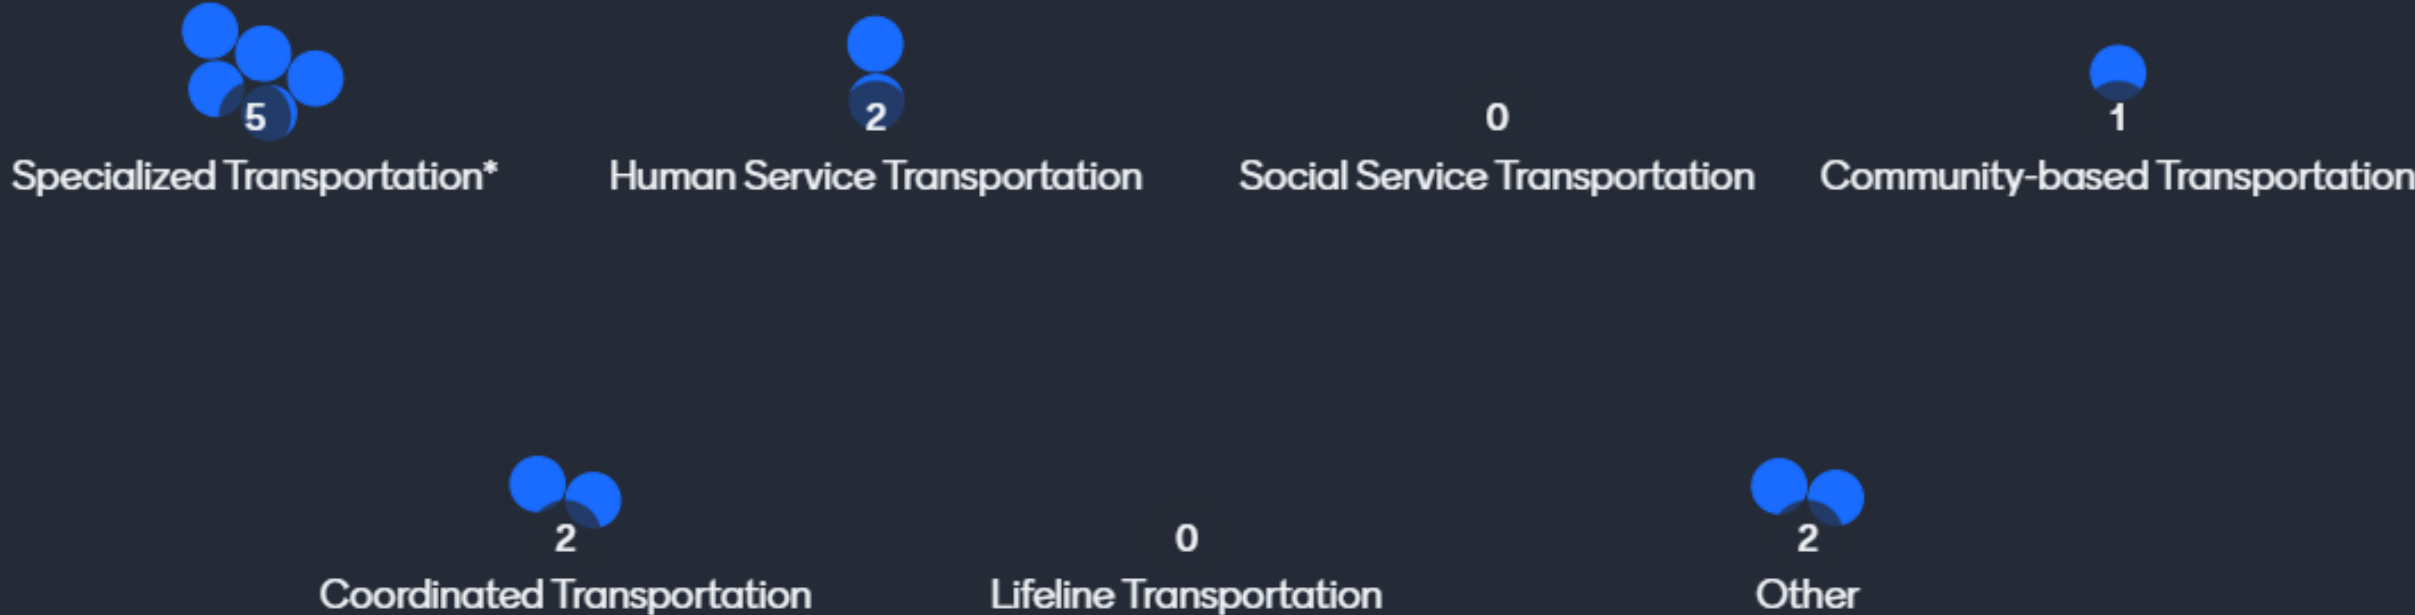 5 2 0 1
Specialized Transportation* Human Service Transportation Social Service Transportation Community-based Transportation
2 0 2
Coordinated Transportation Lifeline Transportation Other